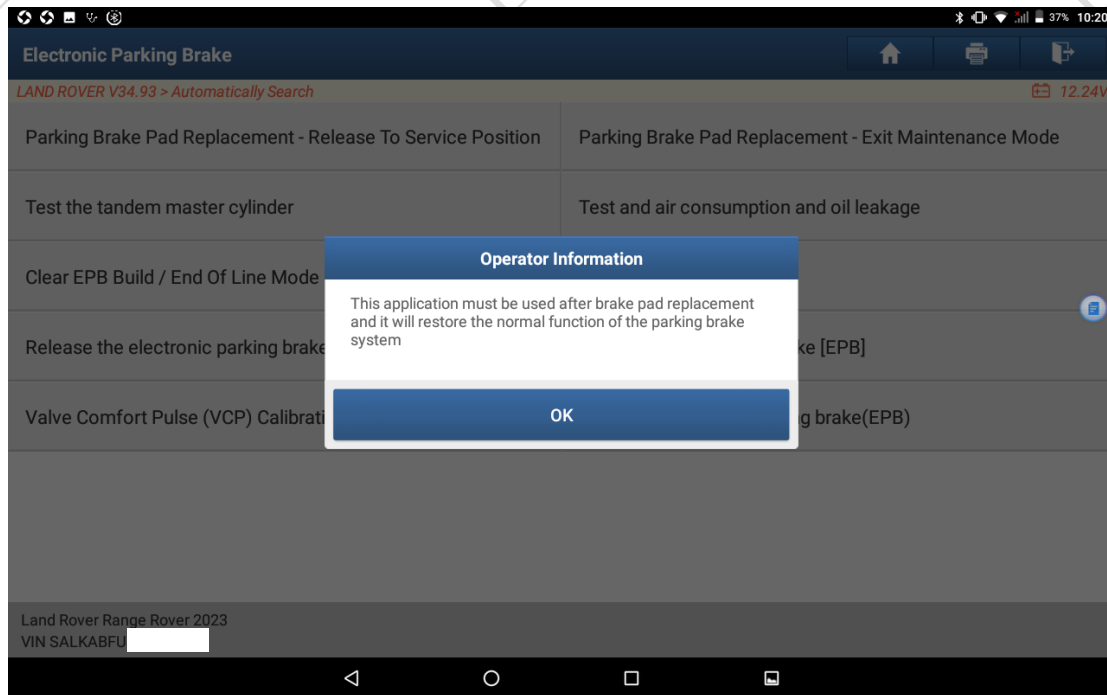 37% 10:20
Electronic Parking Brake
LAND ROVER V34.93 > Automatically Search
12.24V
Parking Brake Pad Replacement - Release To Service Position
Parking Brake Pad Replacement - Exit Maintenance Mode
Test the tandem master cylinder
Test and air consumption and oil leakage
Operator Information
Clear EPB Build / End Of Line Mode
This application must be used after brake pad replacement
and it will restore the normal function of the parking brake
system
Release the electronic parking brake
[EPB]
OK
Valve Comfort Pulse (VCP)
brake(EPB)
Land Rover Range Rover 2023
VIN SALKABFU